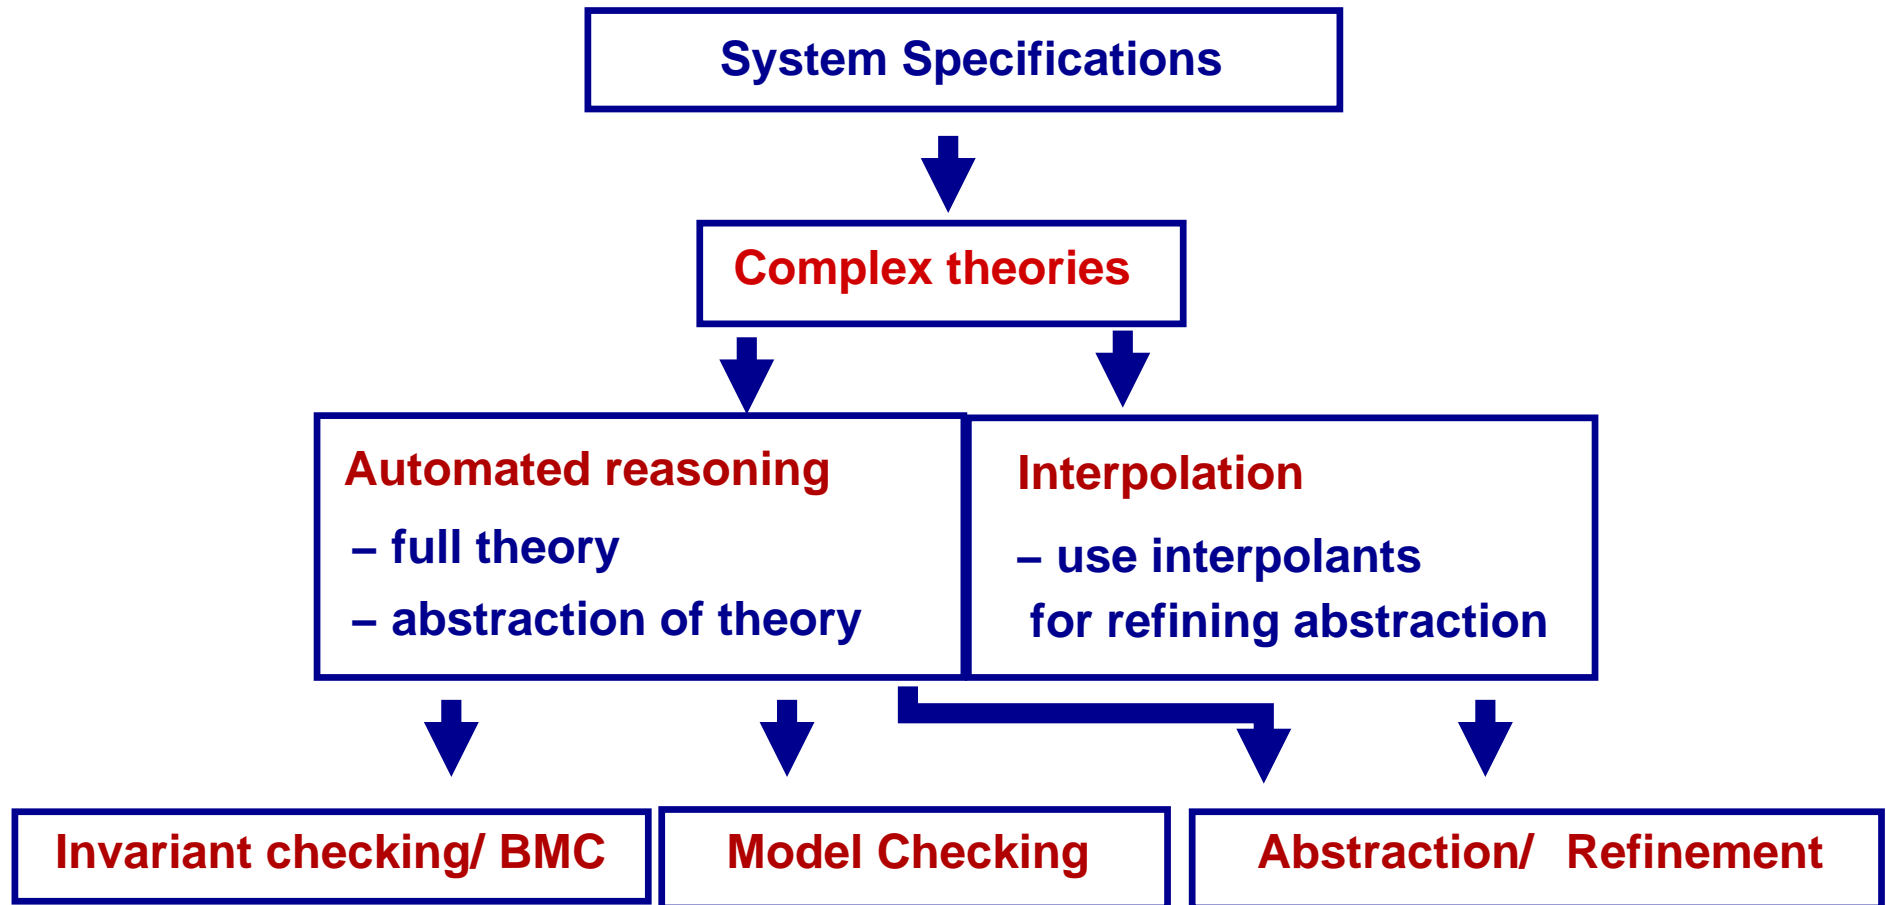 System Specifications
Complex theories
Automated reasoning
– full theory
– abstraction of theory
Interpolation
– use interpolants
for refining abstraction
Invariant checking/ BMC
Model Checking
Abstraction/ Refinement